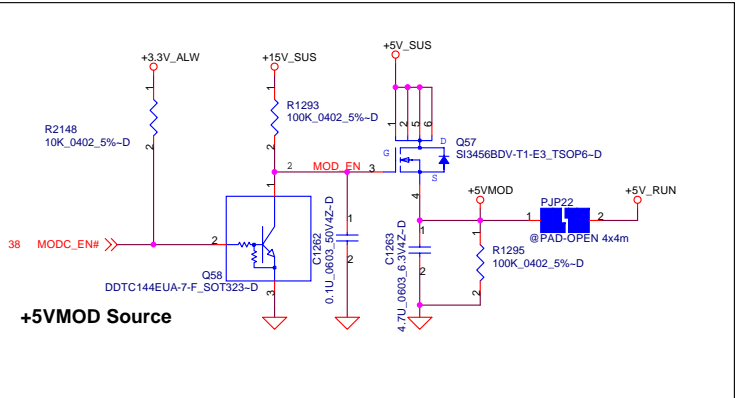 +5V_SUS
+3.3V_ALW
+15V_SUS
1
1
1
2
5
6
R1293
100K_0402_5%~D
R2148
10K_0402_5%~D
D
Q57
SI3456BDV-T1-E3_TSOP6~D
G
2
2
2
MOD_EN
3
S
1
4
+5VMOD
+5V_RUN
PJP22
1
2
@PAD-OPEN 4x4m
38
MODC_EN#
2
1
2
C1262
0.1U_0603_50V4Z~D
1
2
C1263
4.7U_0603_6.3V4Z~D
1
2
R1295
100K_0402_5%~D
Q58
DDTC144EUA-7-F_SOT323~D
3
+5VMOD Source